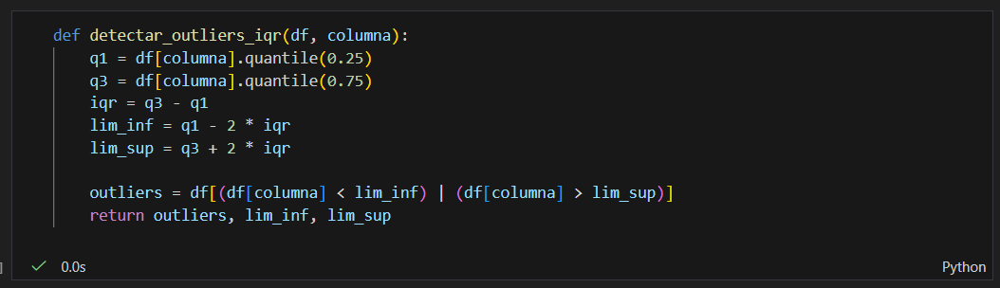 def detectar_outliers_iqr(df, columna):
    q1 = df[columna].quantile(0.25)
    q3 = df[columna].quantile(0.75)
    iqr = q3 - q1
    lim_inf = q1 - 2 * iqr
    lim_sup = q3 + 2 * iqr

    outliers = df[(df[columna] < lim_inf) | (df[columna] > lim_sup)]
    return outliers, lim_inf, lim_sup
] 0.0s Python